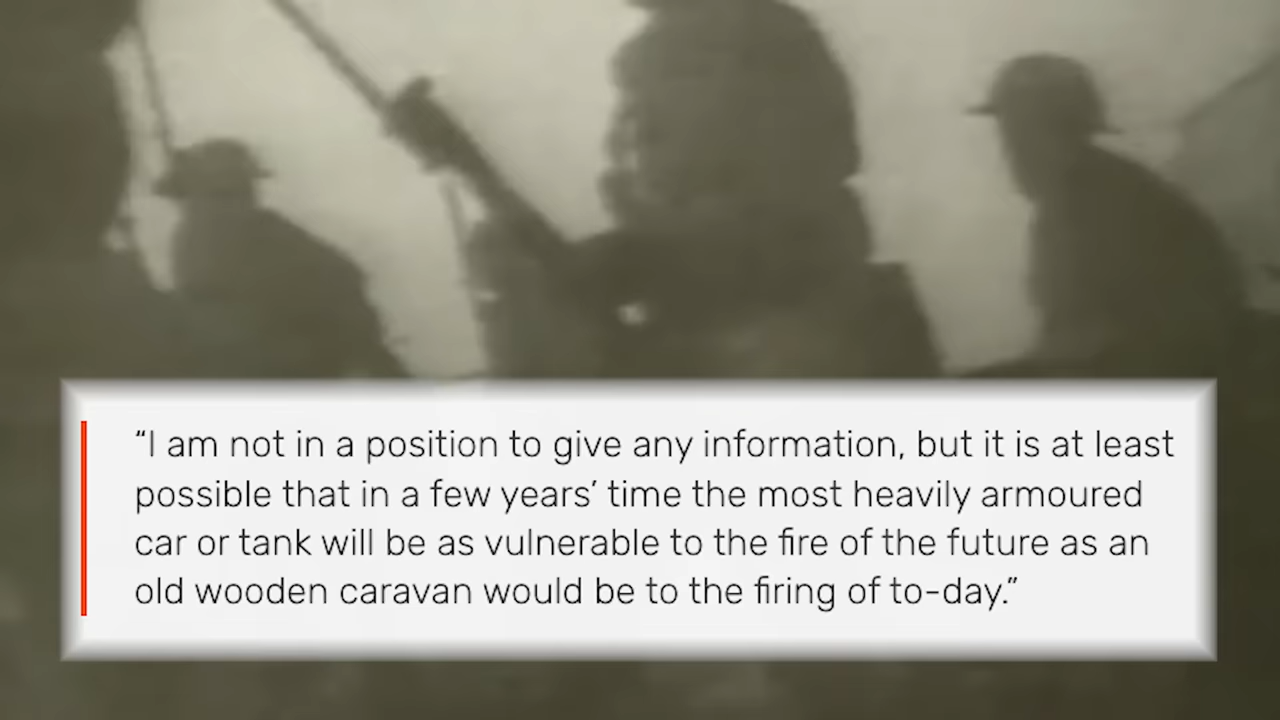 “I am not in a position to give any information, but it is at least
possible that in a few years’ time the most heavily armoured
car or tank will be as vulnerable to the fire of the future as an
old wooden caravan would be to the firing of to-day.”